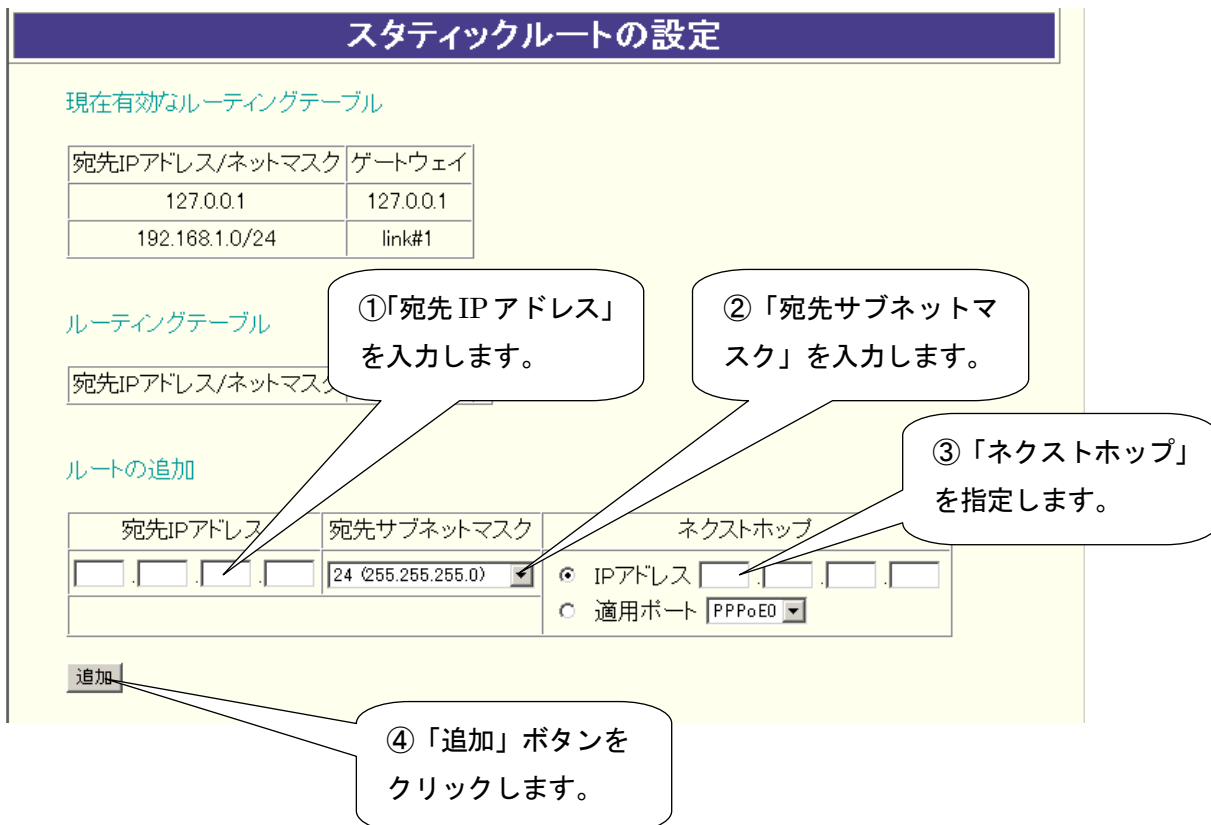 スタティックルートの設定
現在有効なルーティングテーブル
宛先IPアドレス/ネットマスク ゲートウェイ
127.0.0.1 127.0.0.1
192.168.1.0/24 link#1
①「宛先 IP アドレス」
を入力します。
②「宛先サブネットマ
スク」を入力します。
ルーティングテーブル
宛先IPアドレス/ネットマスク
③「ネクストホップ」
を指定します。
ルートの追加
宛先IPアドレス 宛先サブネットマスク ネクストホップ
. . . 24 (255.255.255.0) IPアドレス . . .
適用ポート PPPoE0
追加
④「追加」ボタンを
クリックします。